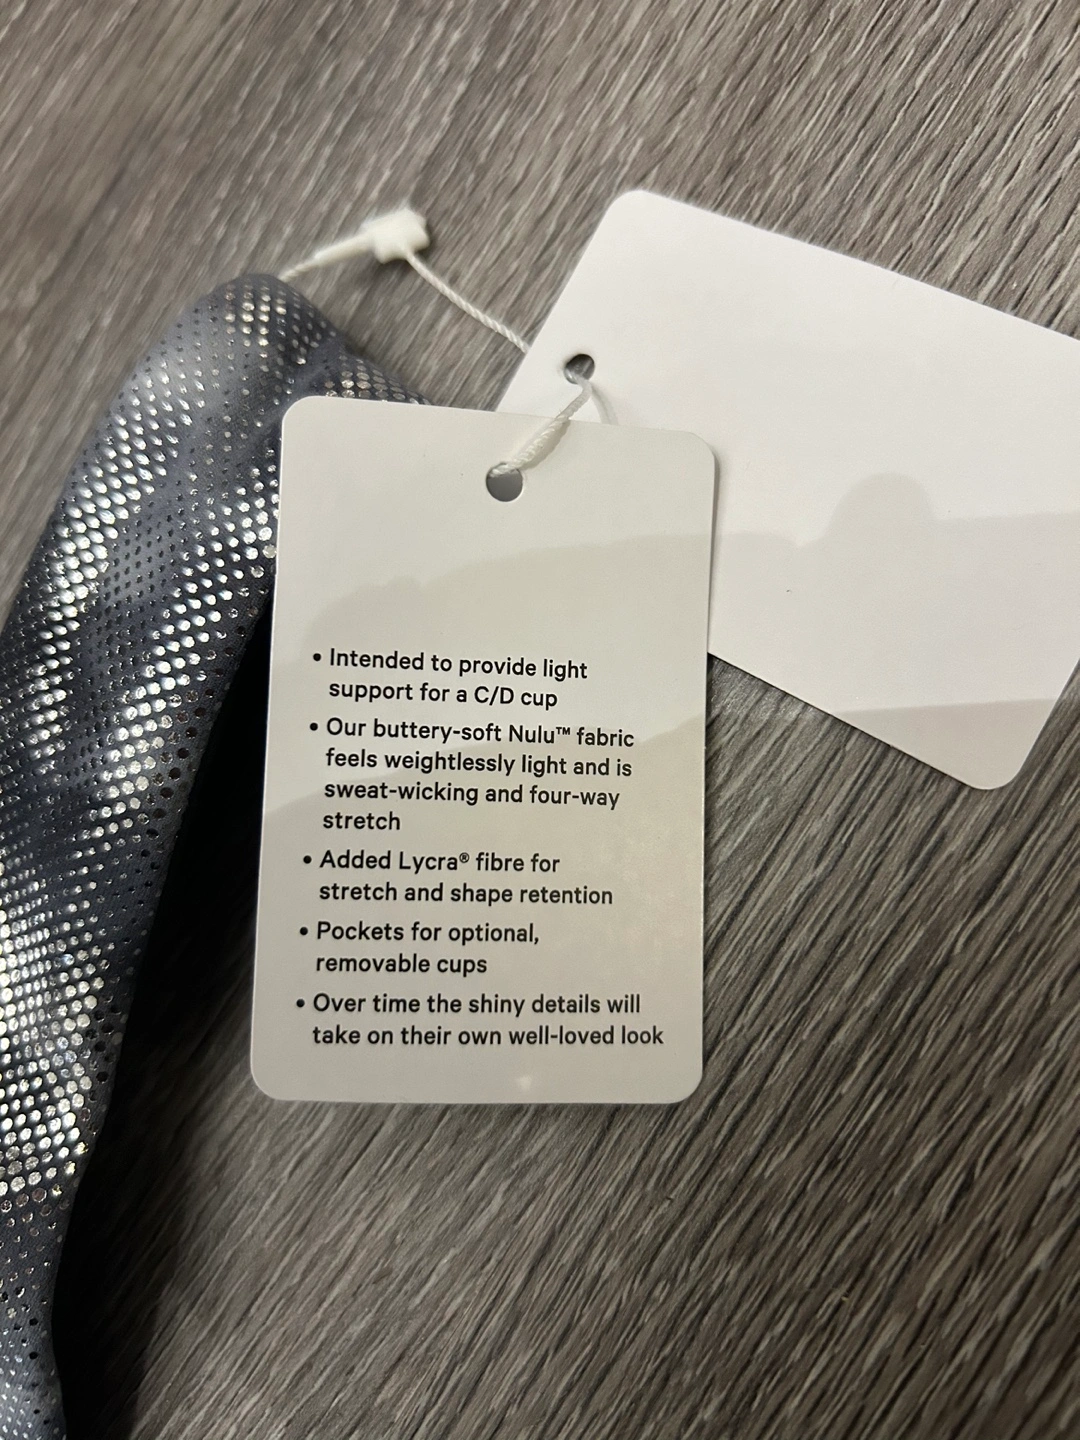 • Intended to provide light
support for a C/D cup
• Our buttery-soft Nulu™ fabric
feels weightlessly light and is
sweat-wicking and four-way
stretch
• Added Lycra® fibre for
stretch and shape retention
• Pockets for optional,
removable cups
• Over time the shiny details will
take on their own well-loved look